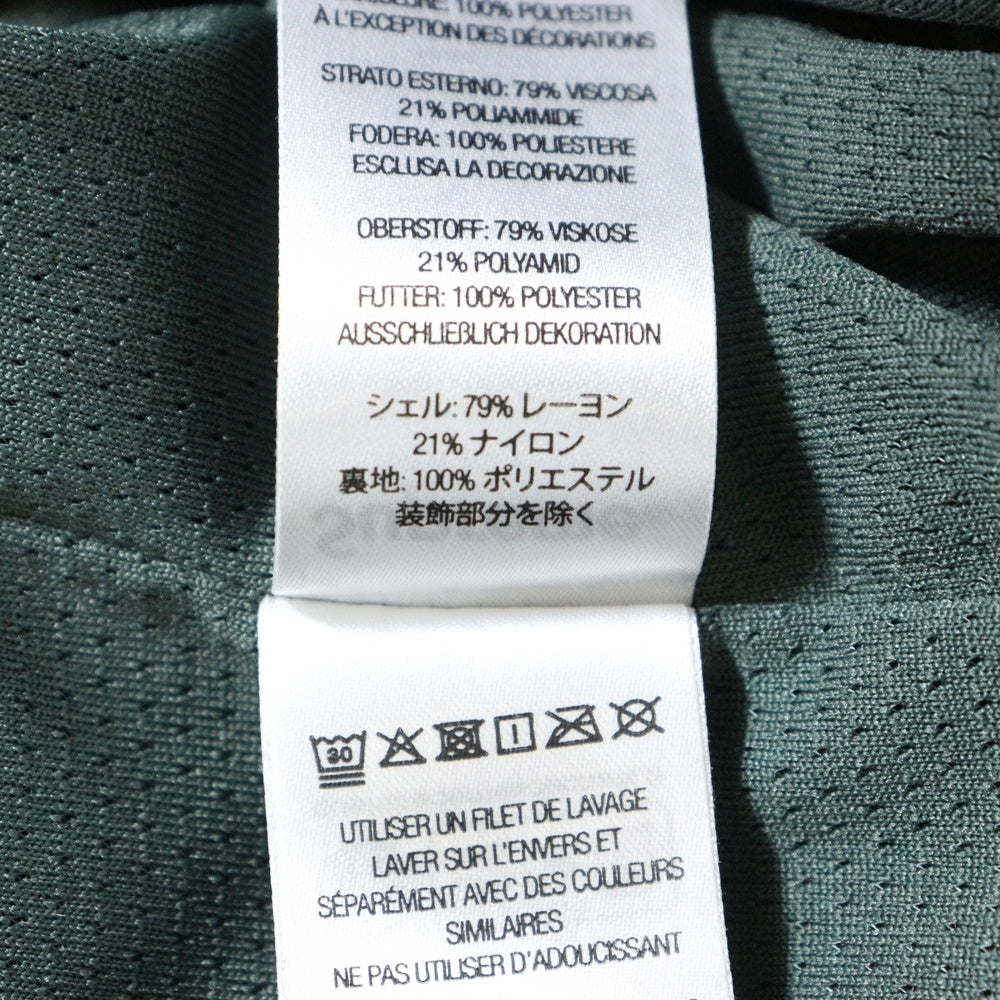 100% POLYESTER
À L'EXCEPTION DES DÉCORATIONS
STRATO ESTERNO: 79% VISCOSA
21% POLIAMMIDE
FODERA: 100% POLIESTERE
ESCLUSA LA DECORAZIONE
OBERSTOFF: 79% VISKOSE
21% POLYAMID
FUTTER: 100% POLYESTER
AUSSCHLIEßLICH DEKORATION
シェル: 79% レーヨン
21% ナイロン
裏地: 100% ポリエステル
装飾部分を除く
30
UTILISER UN FILET DE LAVAGE
LAVER SUR L'ENVERS ET
SÉPARÉMENT AVEC DES COULEURS
SIMILAIRES
NE PAS UTILISER D'ADOUCISSANT